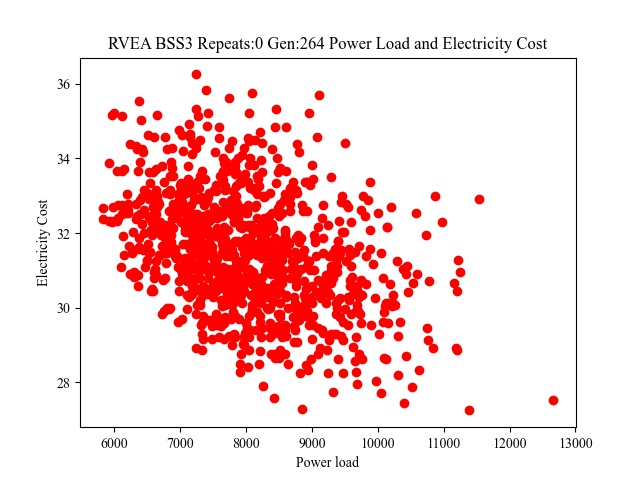 RVEA BSS3 Repeats:0 Gen:264 Power Load and Electricity Cost
Electricity Cost
36
34
32
30
28
6000 7000 8000 9000 10000 11000 12000 13000
Power load